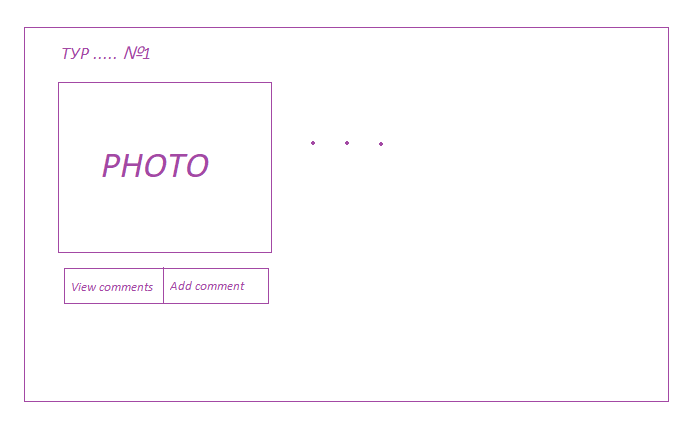 ТУР ..... №1
PHOTO
View comments
Add comment